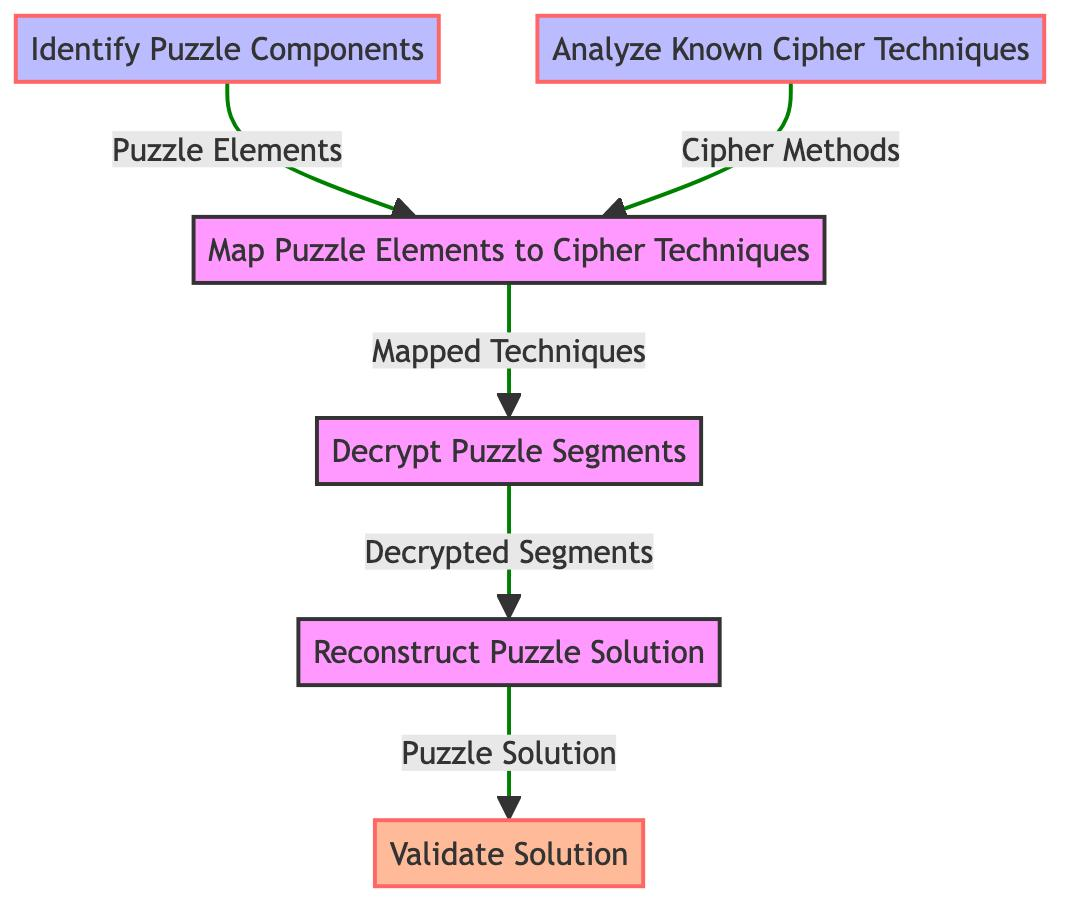 Identify Puzzle Components
Analyze Known Cipher Techniques
Puzzle Elements
Cipher Methods
Map Puzzle Elements to Cipher Techniques
Mapped Techniques
Decrypt Puzzle Segments
Decrypted Segments
Reconstruct Puzzle Solution
Puzzle Solution
Validate Solution